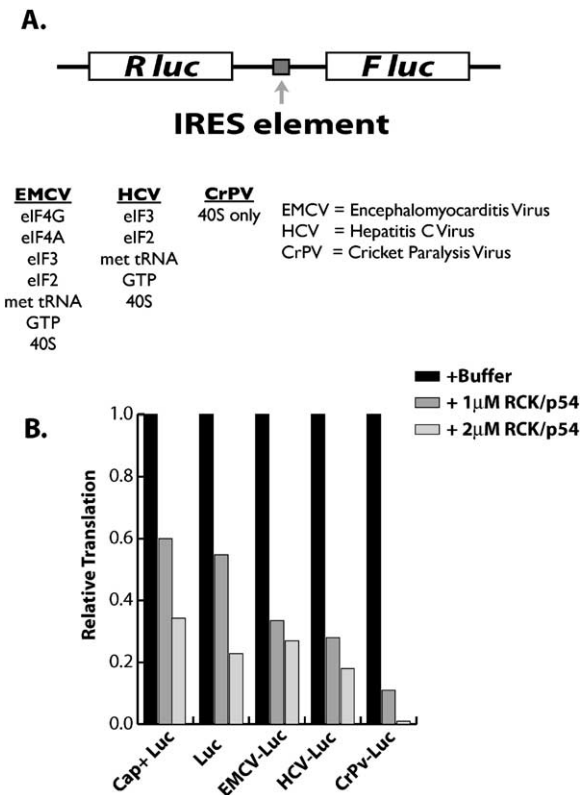 A.
R luc
F luc
IRES element
EMCV
eIF4G
eIF4A
eIF3
eIF2
met tRNA
GTP
40S
HCV
eIF3
eIF2
met tRNA
GTP
40S
CrPV
40S only
EMCV = Encephalomyocarditis Virus
HCV = Hepatitis C Virus
CrPV = Cricket Paralysis Virus
B.
+Buffer
+ 1μM RCK/p54
+ 2μM RCK/p54
Relative Translation
1.0
0.8
0.6
0.4
0.2
0.0
Cap+ Luc
Luc
EMCV-Luc
HCV-Luc
CrPv-Luc